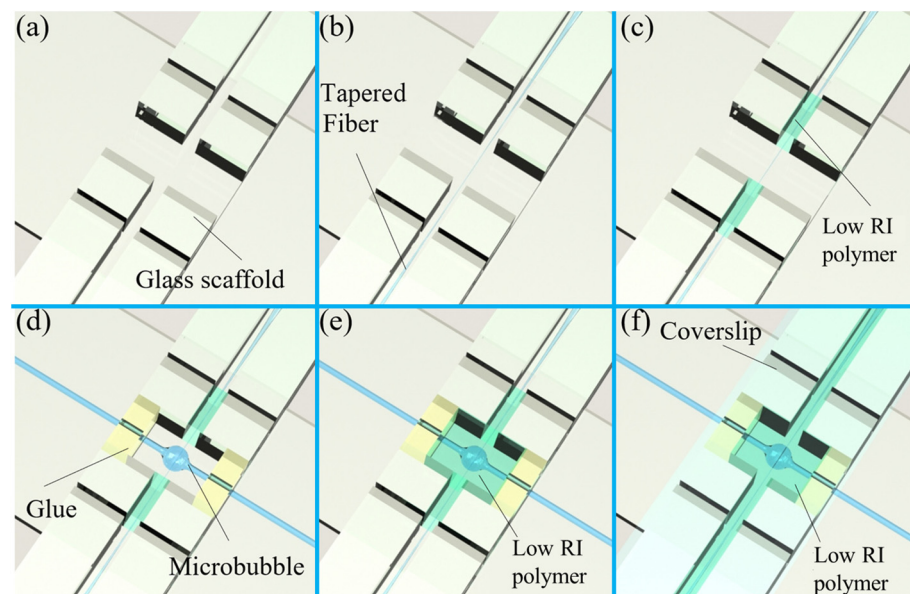 (a)
Glass scaffold
(b)
Tapered
Fiber
(c)
Low RI
polymer
(d)
Glue
Microbubble
(e)
Low RI
polymer
(f)
Coverslip
Low RI
polymer